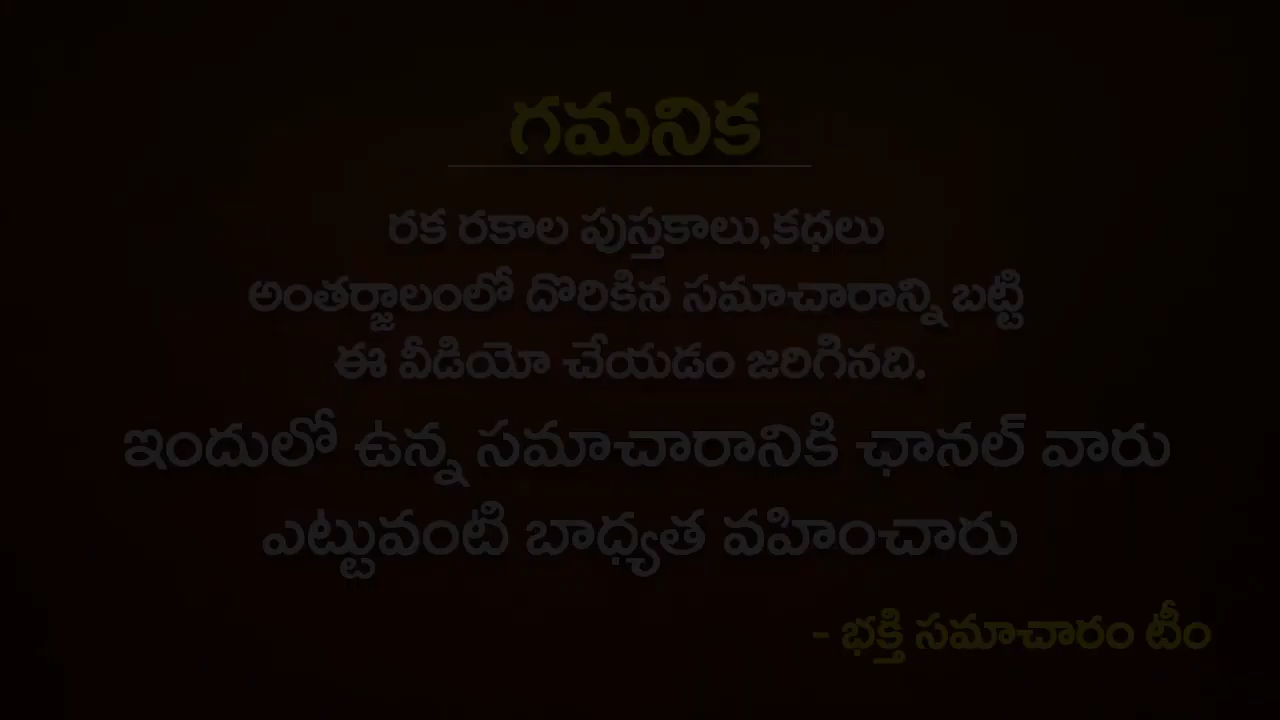 గమనిక
రక రకాల పుస్తకాలు,కధలు
అంతర్జాలంలో దొరికిన సమాచారాన్ని బట్టి
ఈ వీడియో చేయడం జరిగినది.
ఇందులో ఉన్న సమాచారానికి ఛానల్ వారు
ఎట్టువంటి బాధ్యత వహించారు
- భక్తి సమాచారం టీం